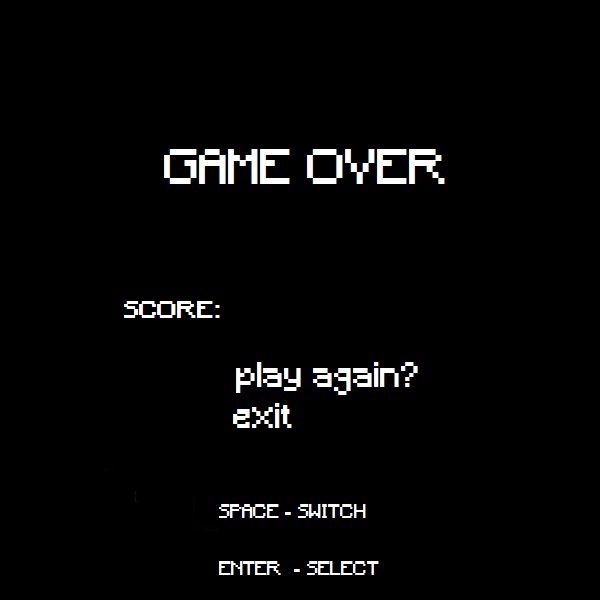 GAME OVER
SCORE:
play again?
exit
SPACE - SWITCH
ENTER - SELECT